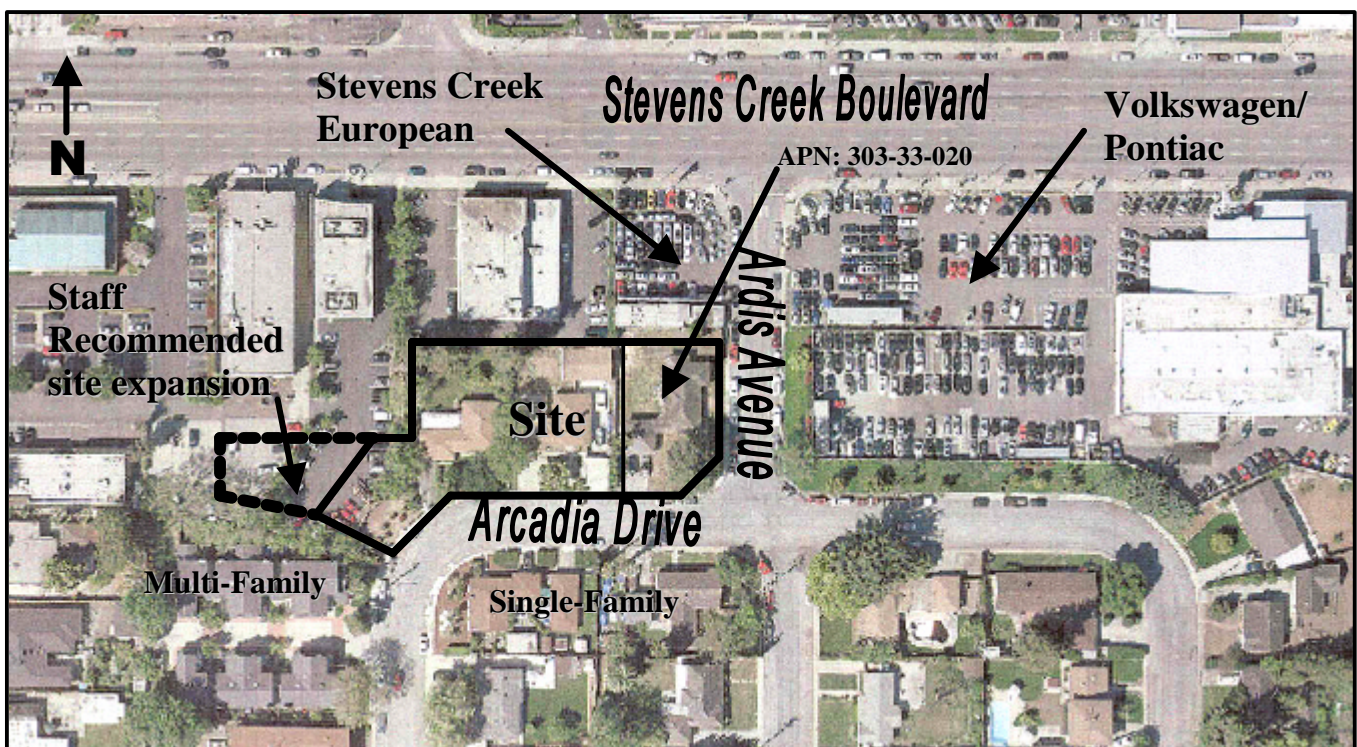 Stevens Creek
European
Stevens Creek Boulevard
APN: 303-33-020
Volkswagen/
Pontiac
N
Staff
Recommended
site expansion
Site
Ardis Avenue
Arcadia Drive
Multi-Family
Single-Family